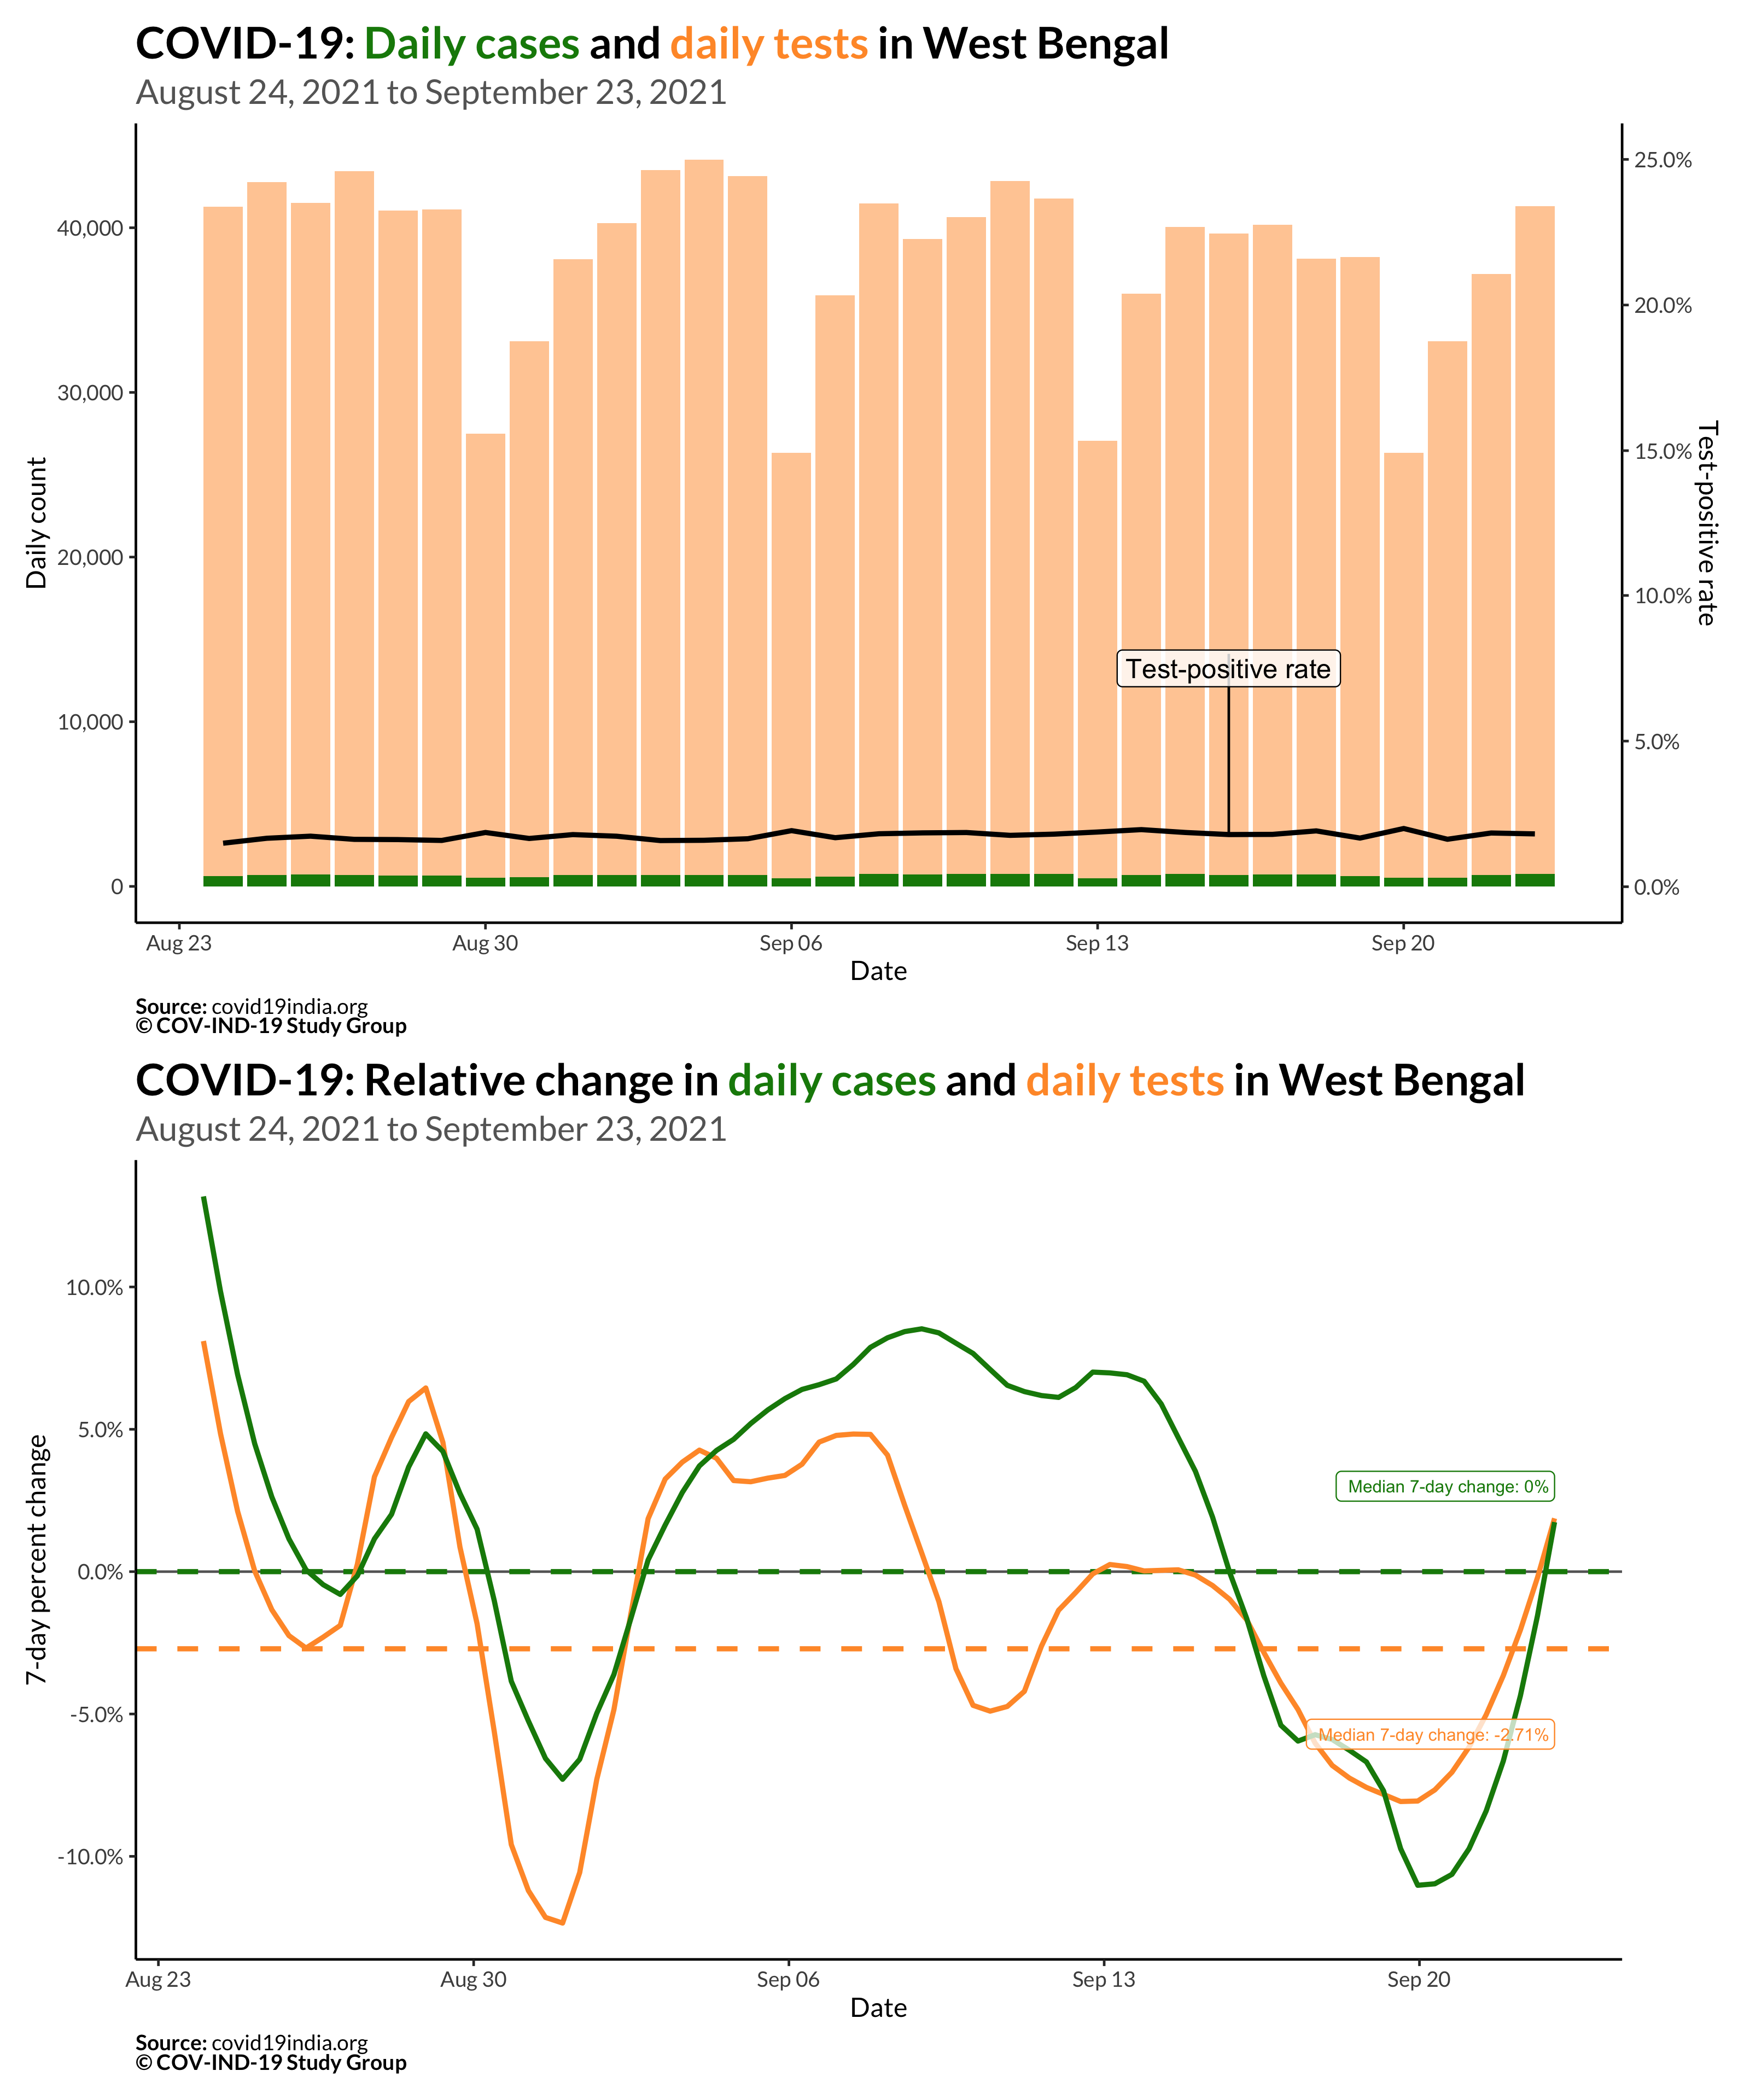 COVID-19: Daily cases and daily tests in West Bengal
August 24, 2021 to September 23, 2021
Daily count
40,000
30,000
20,000
10,000
0
25.0%
20.0%
15.0%
10.0%
5.0%
0.0%
Test-positive rate
Test-positive rate
Aug 23
Aug 30
Sep 06
Sep 13
Sep 20
Date
Source: covid19india.org
© COV-IND-19 Study Group
COVID-19: Relative change in daily cases and daily tests in West Bengal
August 24, 2021 to September 23, 2021
7-day percent change
10.0%
5.0%
0.0%
-5.0%
-10.0%
Median 7-day change: 0%
Median 7-day change: -2.71%
Aug 23
Aug 30
Sep 06
Sep 13
Sep 20
Date
Source: covid19india.org
© COV-IND-19 Study Group